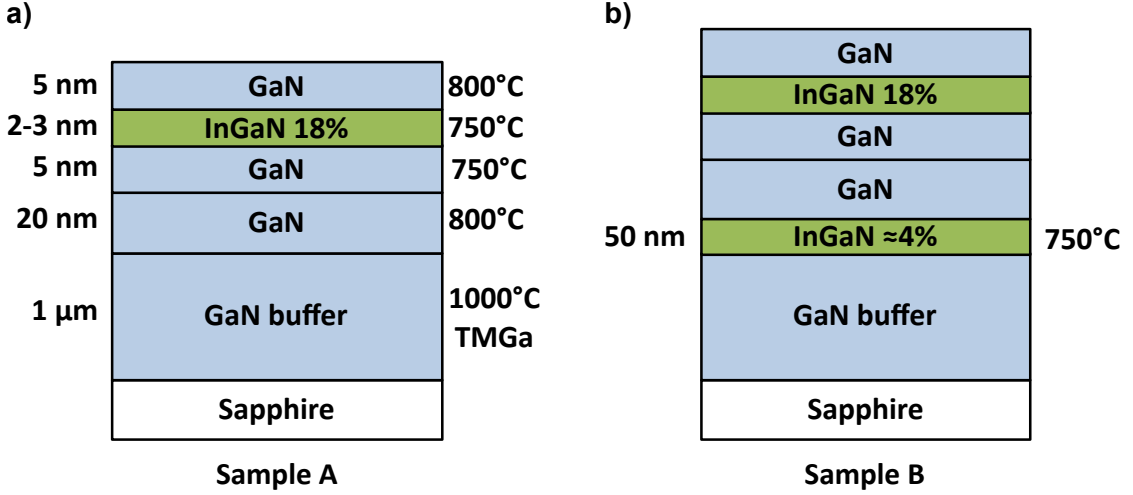 a)
5 nm GaN 800°C
2-3 nm InGaN 18% 750°C
5 nm GaN 750°C
20 nm GaN 800°C
1 µm GaN buffer 1000°C
TMGa
Sapphire
Sample A
b)
GaN
InGaN 18%
GaN
GaN
50 nm InGaN ≈4% 750°C
GaN buffer
Sapphire
Sample B